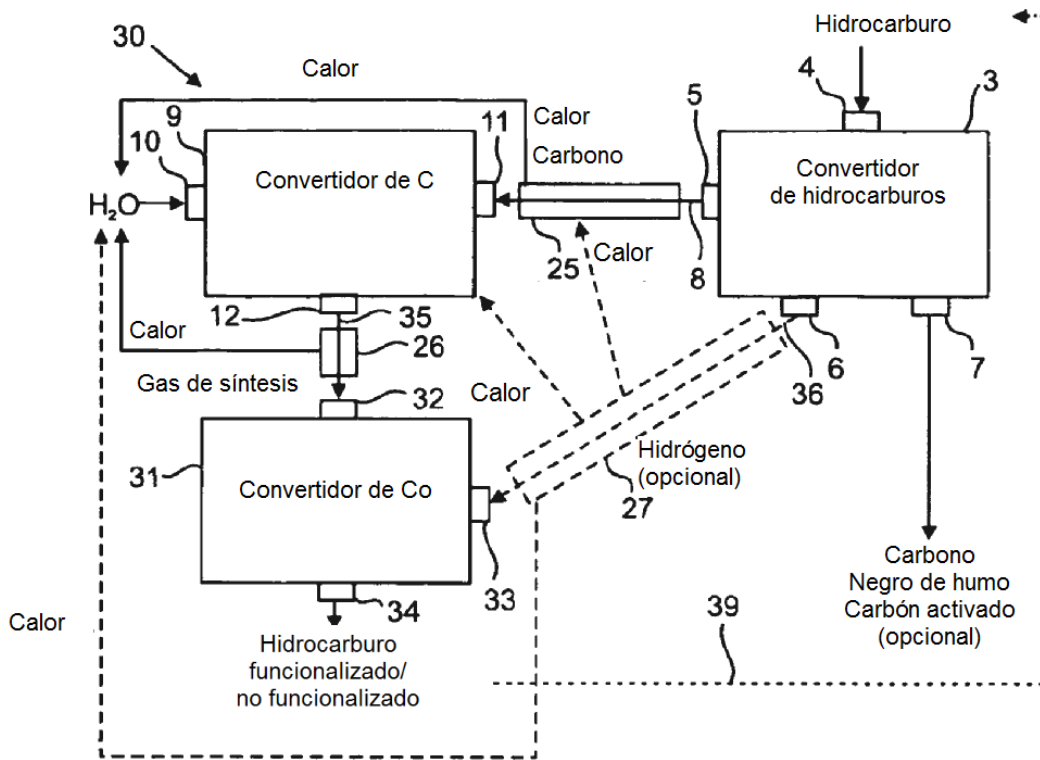 Hidrocarburo
30
Calor
4
3
9
5
10
11
Calor
Carbono
Convertidor de C
Convertidor
de hidrocarburos
H₂O
25
Calor
8
12
35
Calor
26
6
7
36
Gas de síntesis
32
Calor
Hidrógeno
(opcional)
27
31
Convertidor de Co
33
34
Carbono
Negro de humo
Carbón activado
(opcional)
39
Calor
Hidrocarburo
funcionalizado/
no funcionalizado